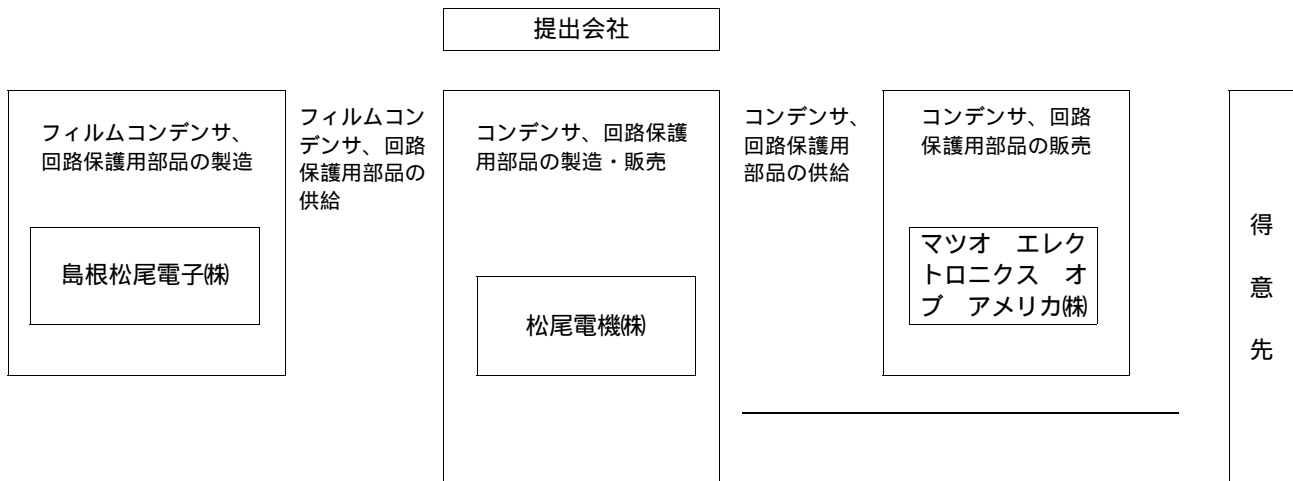 提出会社
フィルムコンデンサ、
回路保護用部品の製造
島根松尾電子㈱
フィルムコン
デンサ、回路
保護用部品の
供給
コンデンサ、回路保護
用部品の製造・販売
松尾電機㈱
コンデンサ、
回路保護用
部品の供給
コンデンサ、回路
保護用部品の販売
マツオ　エレク
トロニクス　オ
ブ　アメリカ㈱
得
意
先